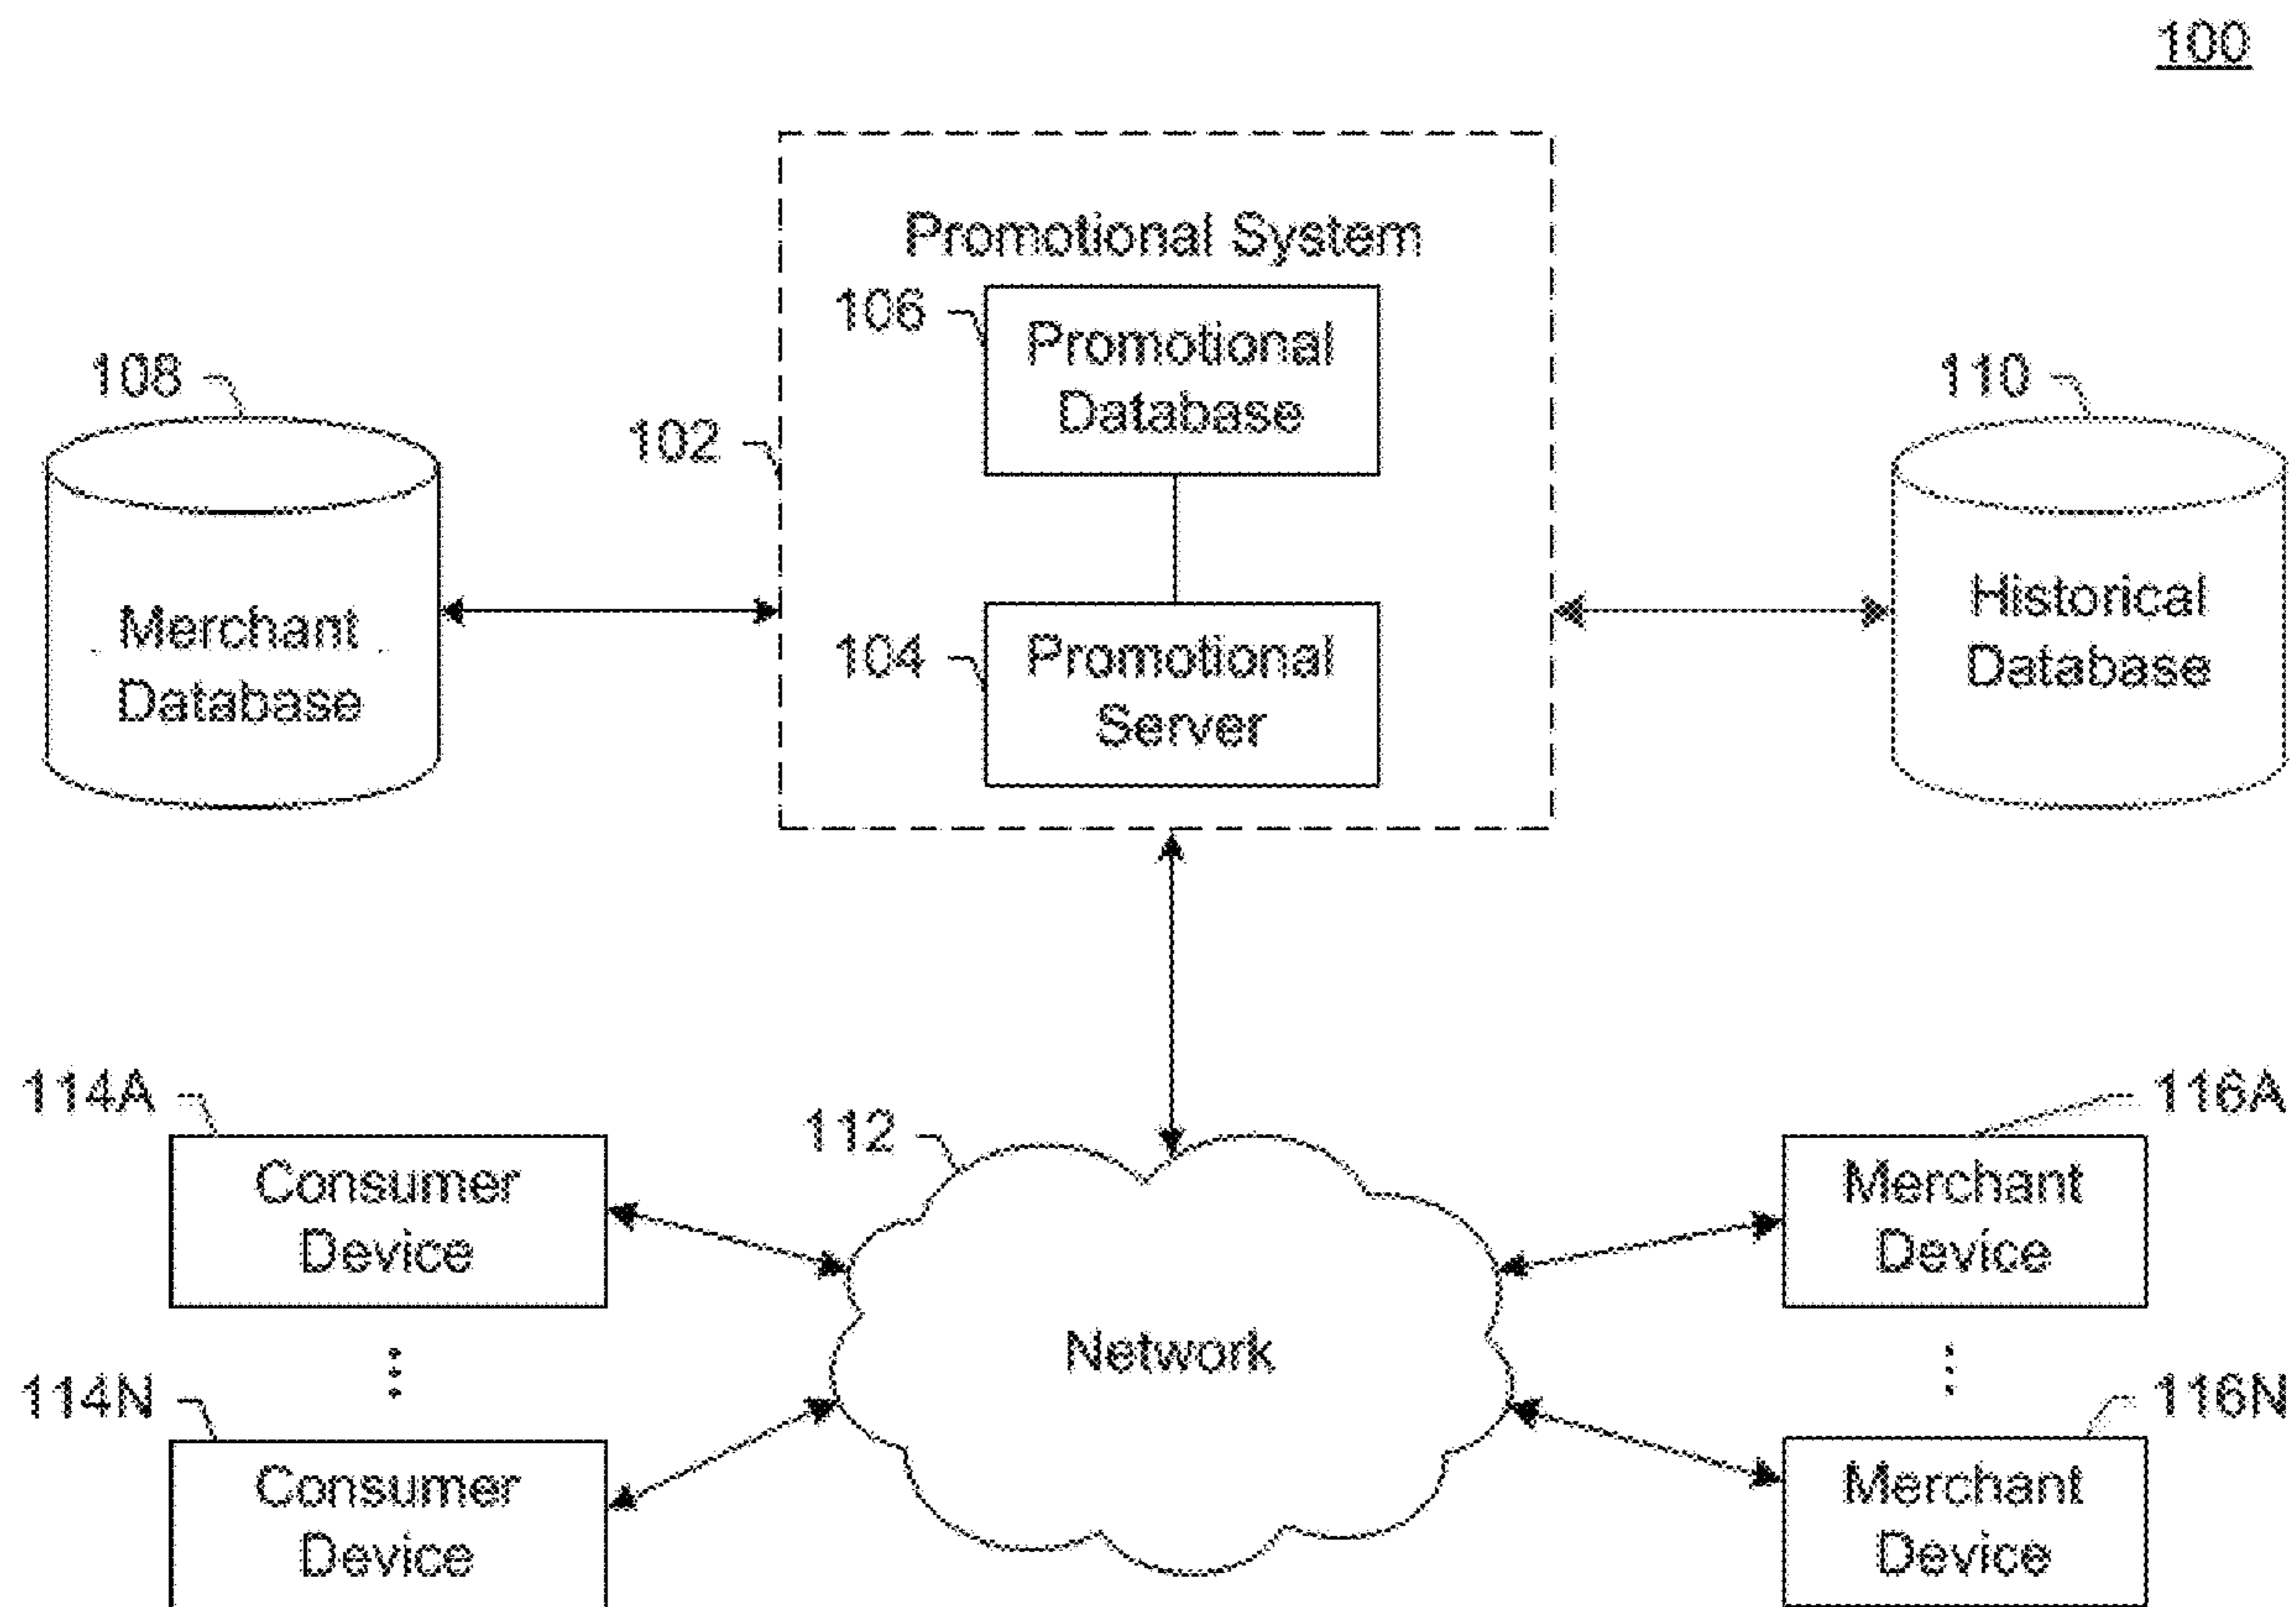 100
Promotional System
106
Promotional
Database
108
110
102
Merchant
Database
104
Promotional
Server
Historical
Database
114A
Consumer
Device
112
116A
Merchant
Device
Network
114N
Consumer
Device
116N
Merchant
Device